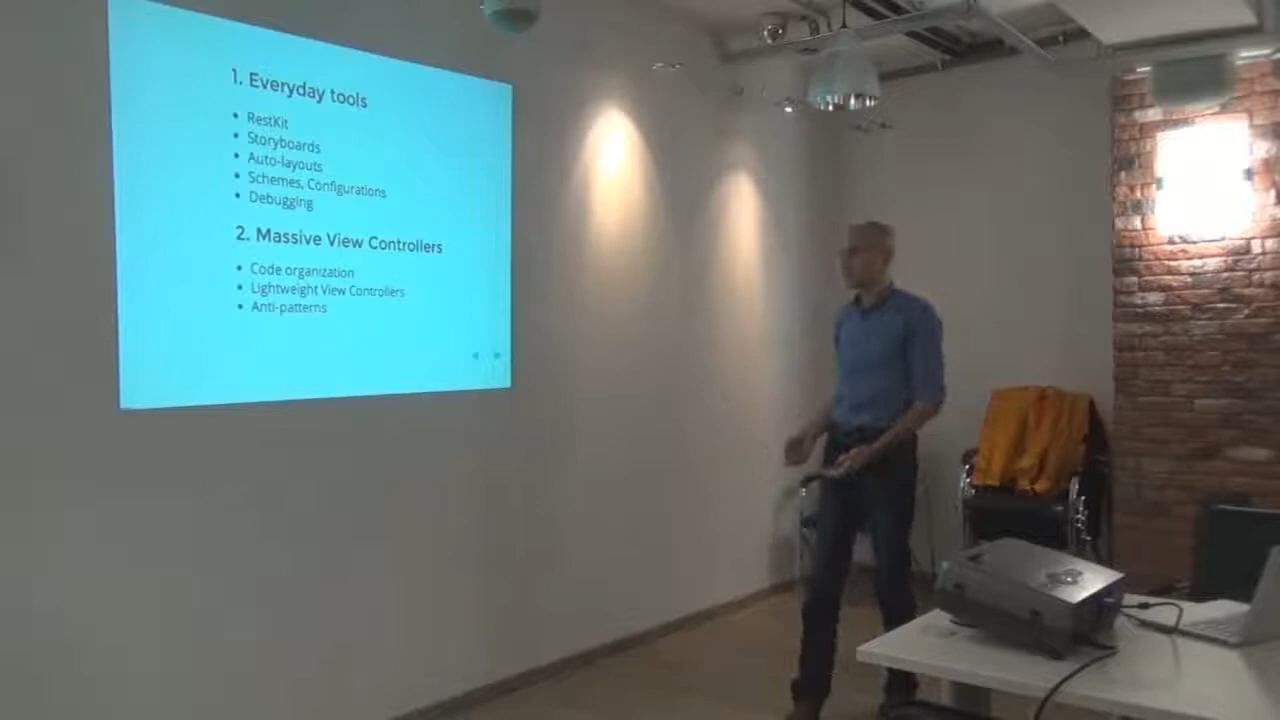 1. Everyday tools
• RestKit
• Storyboards
• Auto-layouts
• Schemes, Configurations
• Debugging
2. Massive View Controllers
• Code organization
• Lightweight View Controllers
• Anti-patterns